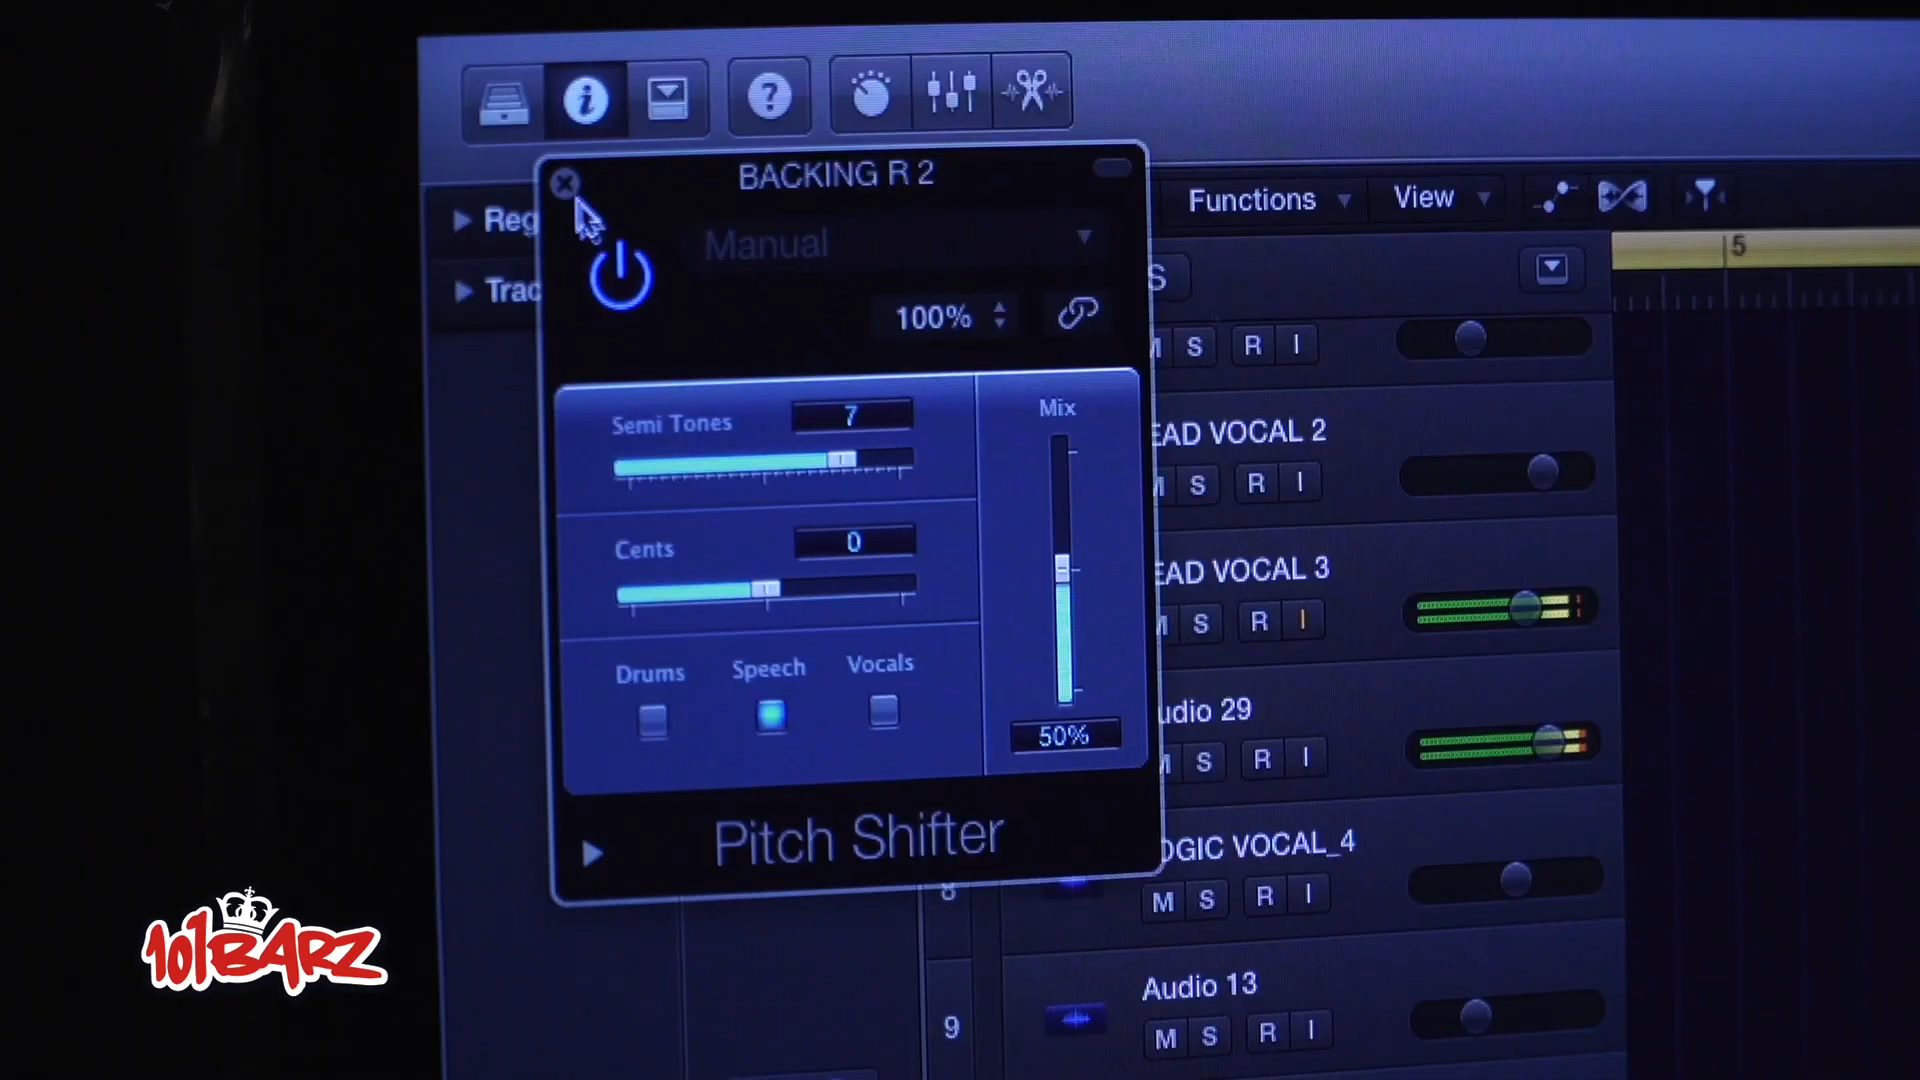 BACKING R 2
Manual
100%
Semi Tones 7
Cents 0
Drums Speech Vocals
Mix
50%
Pitch Shifter
Functions View
5
S
M S R I
EAD VOCAL 2
M S R I
EAD VOCAL 3
M S R I
udio 29
M S R I
OGIC VOCAL_4
8
M S R I
Audio 13
9
M S R I
Reg
Trac
101BARZ